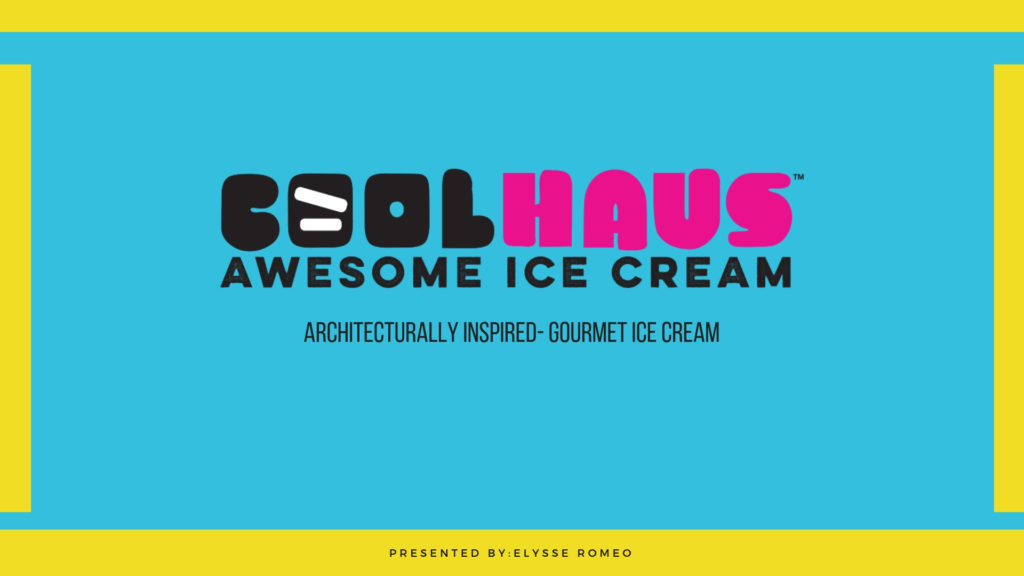 COOLHAUS™
AWESOME ICE CREAM
ARCHITECTURALLY INSPIRED- GOURMET ICE CREAM
PRESENTED BY:ELYSSE ROMEO